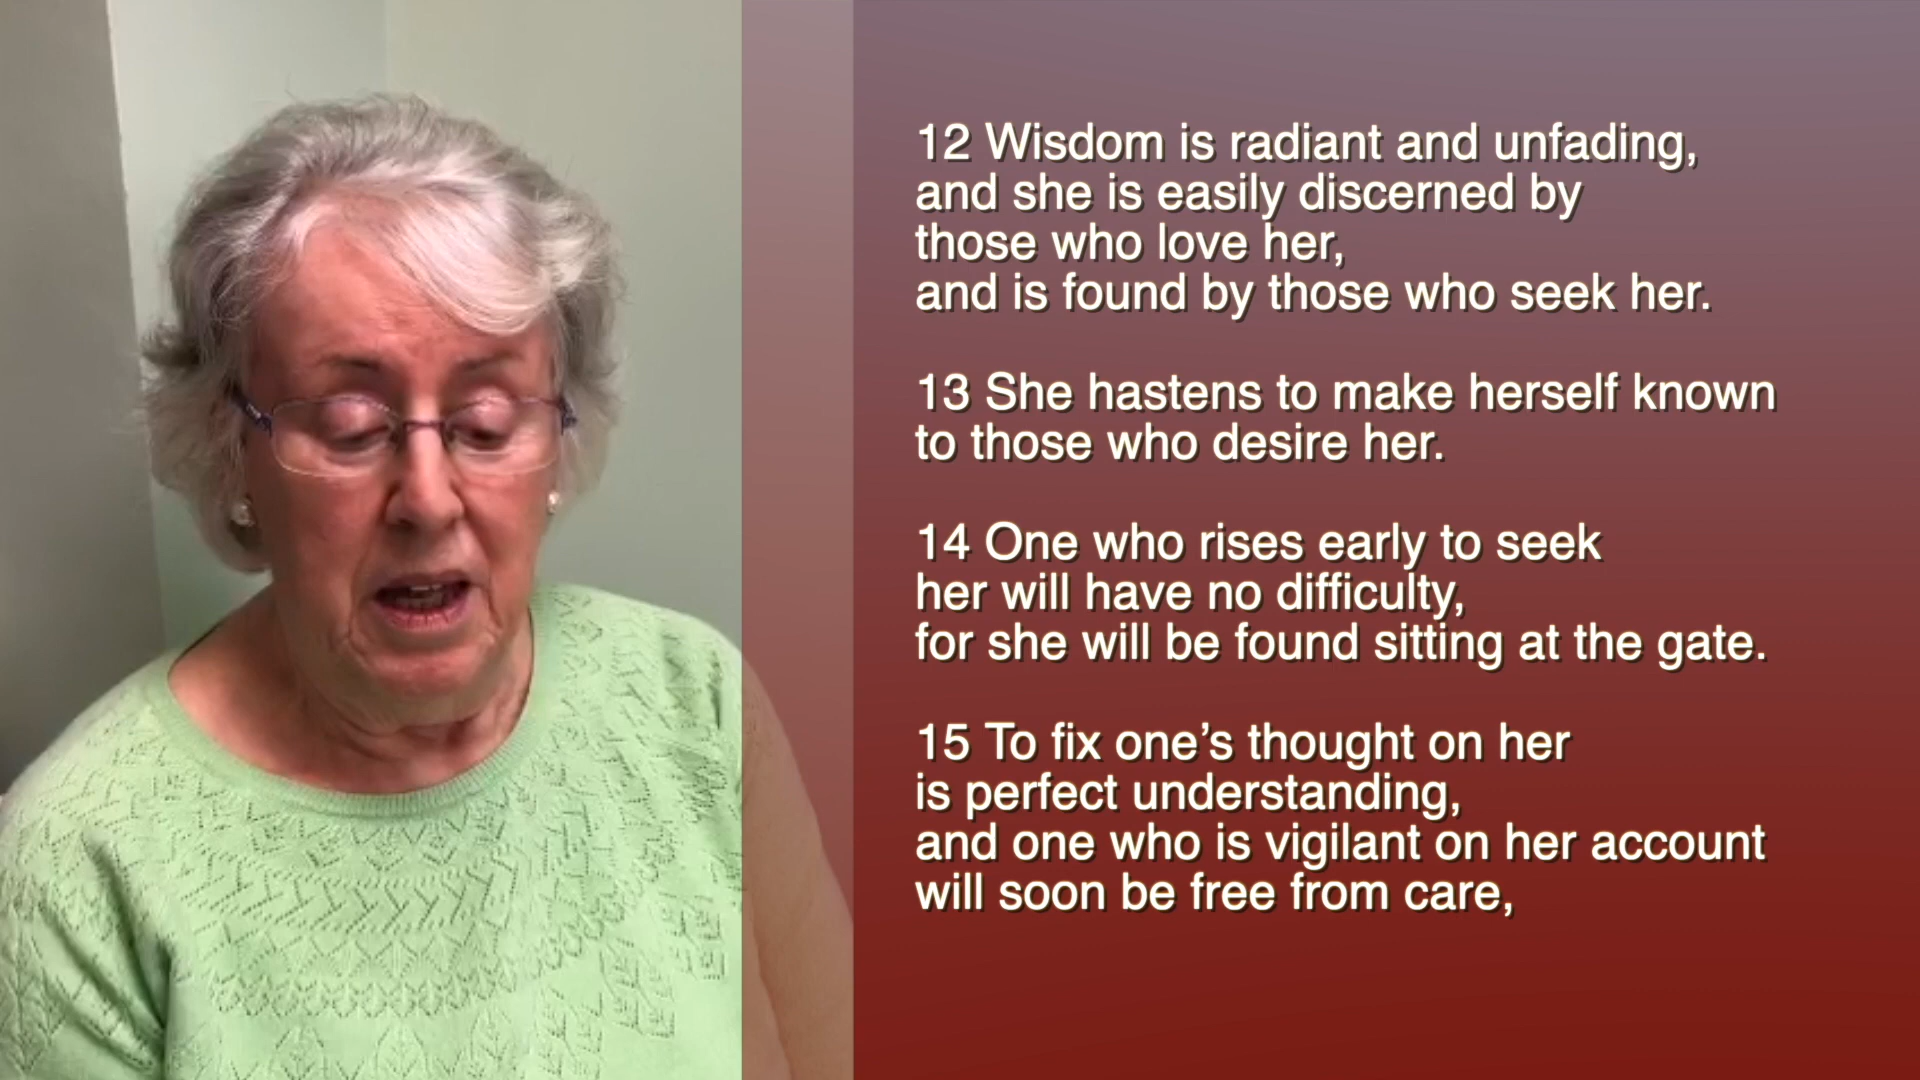 12 Wisdom is radiant and unfading,
and she is easily discerned by
those who love her,
and is found by those who seek her.
13 She hastens to make herself known
to those who desire her.
14 One who rises early to seek
her will have no difficulty,
for she will be found sitting at the gate.
15 To fix one’s thought on her
is perfect understanding,
and one who is vigilant on her account
will soon be free from care,